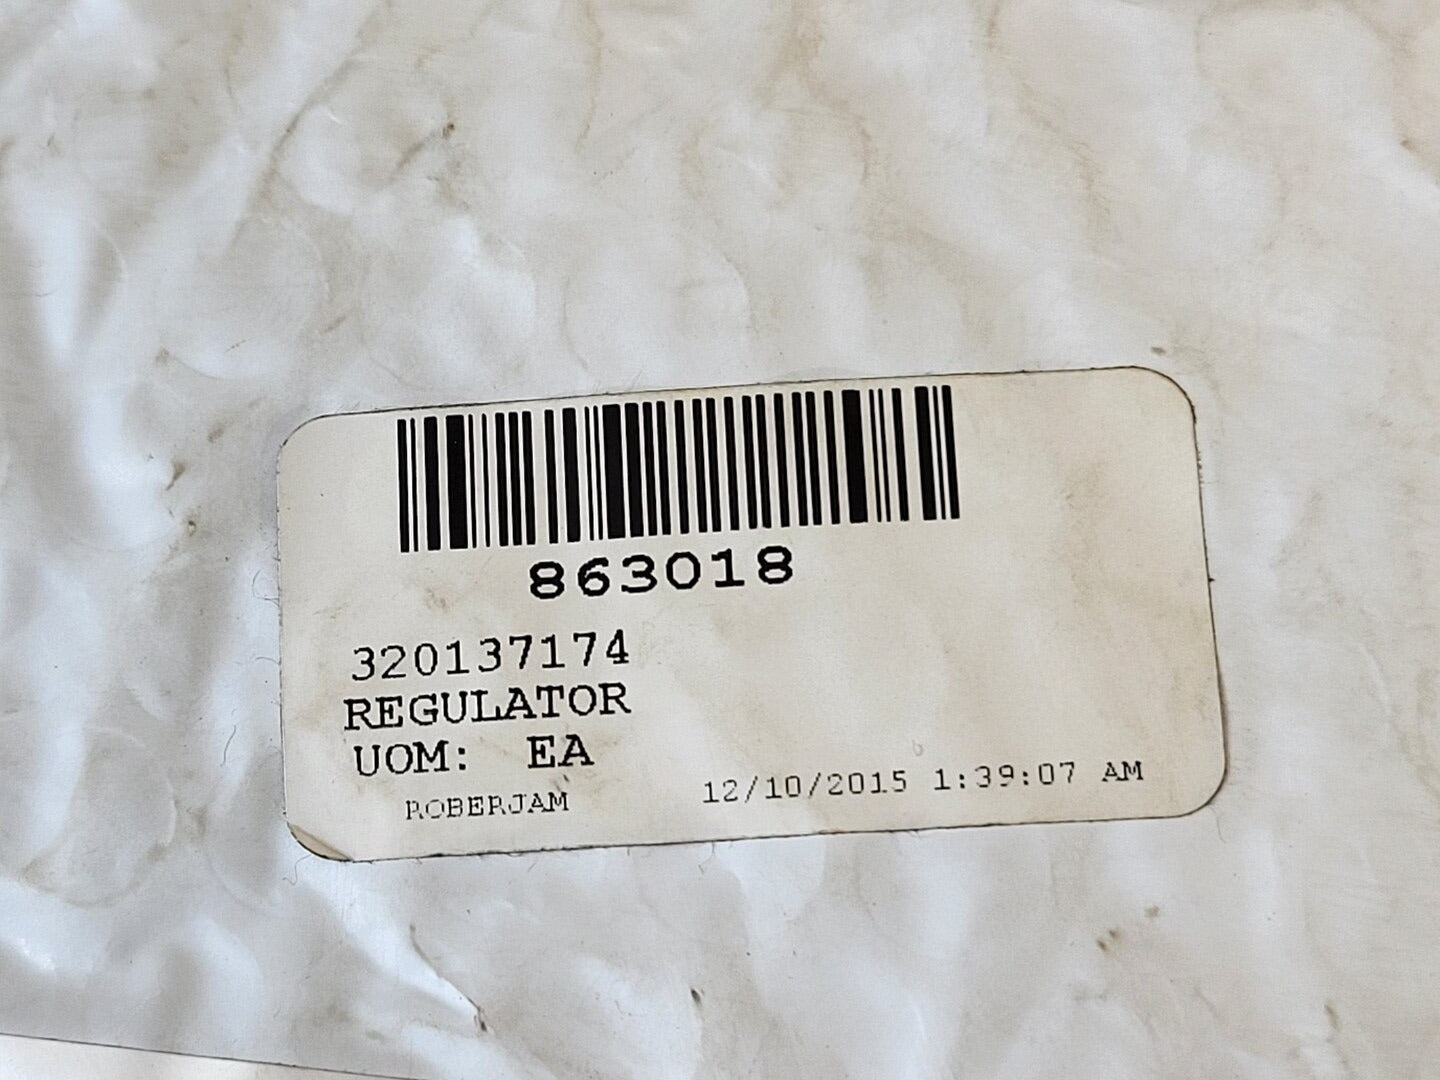 863018
320137174
REGULATOR
UOM: EA
ROBERJAM 12/10/2015 1:39:07 AM